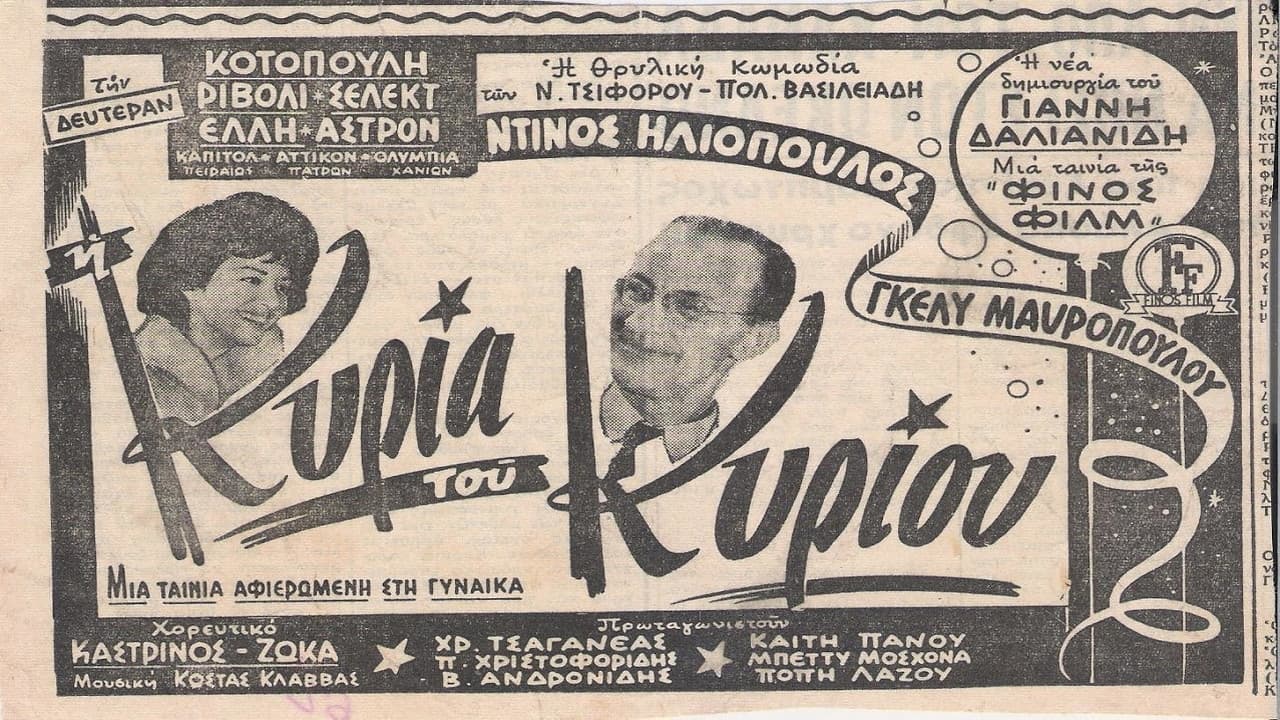 τὴν
ΔΕΥΤΕΡΑΝ
ΚΟΤΟΠΟΥΛΗ
ΡΙΒΟΛΙ * ΣΕΛΕΚΤ
ΕΛΛΗ * ΑΣΤΡΟΝ
ΚΑΠΙΤΟΛ * ΑΤΤΙΚΟΝ * ΟΛΥΜΠΙΑ
ΠΕΙΡΑΙΩΣ ΠΑΤΡΩΝ ΧΑΝΙΩΝ
Ἡ θρυλικὴ κωμωδία
τῶν Ν. ΤΣΙΦΟΡΟΥ - ΠΟΛ. ΒΑΣΙΛΕΙΑΔΗ
ΝΤΙΝΟΣ ΗΛΙΟΠΟΥΛΟΣ
ΓΚΕΛΥ ΜΑΥΡΟΠΟΥΛΟΥ
Ἡ νέα
δημιουργία τοῦ
ΓΙΑΝΝΗ
ΔΑΛΙΑΝΙΔΗ
Μιὰ ταινία τῆς
"ΦΙΝΟΣ
ΦΙΛΜ"
FF
FINOS FILM
ἡ
Κυρία
τοῦ
Κυρίου
ΜΙΑ ΤΑΙΝΙΑ ΑΦΙΕΡΩΜΕΝΗ ΣΤΗ ΓΥΝΑΙΚΑ
Χορευτικό
ΚΑΣΤΡΙΝΟΣ - ΖΩΚΑ
Μουσικὴ ΚΩΣΤΑΣ ΚΛΑΒΒΑΣ
Πρωταγωνιστοῦν
ΧΡ. ΤΣΑΓΑΝΕΑΣ
Π. ΧΡΙΣΤΟΦΟΡΙΔΗΣ
Β. ΑΝΔΡΟΝΙΔΗΣ
ΚΑΙΤΗ ΠΑΝΟΥ
ΜΠΕΤΤΥ ΜΟΣΧΟΝΑ
ΠΟΠΗ ΛΑΖΟΥ